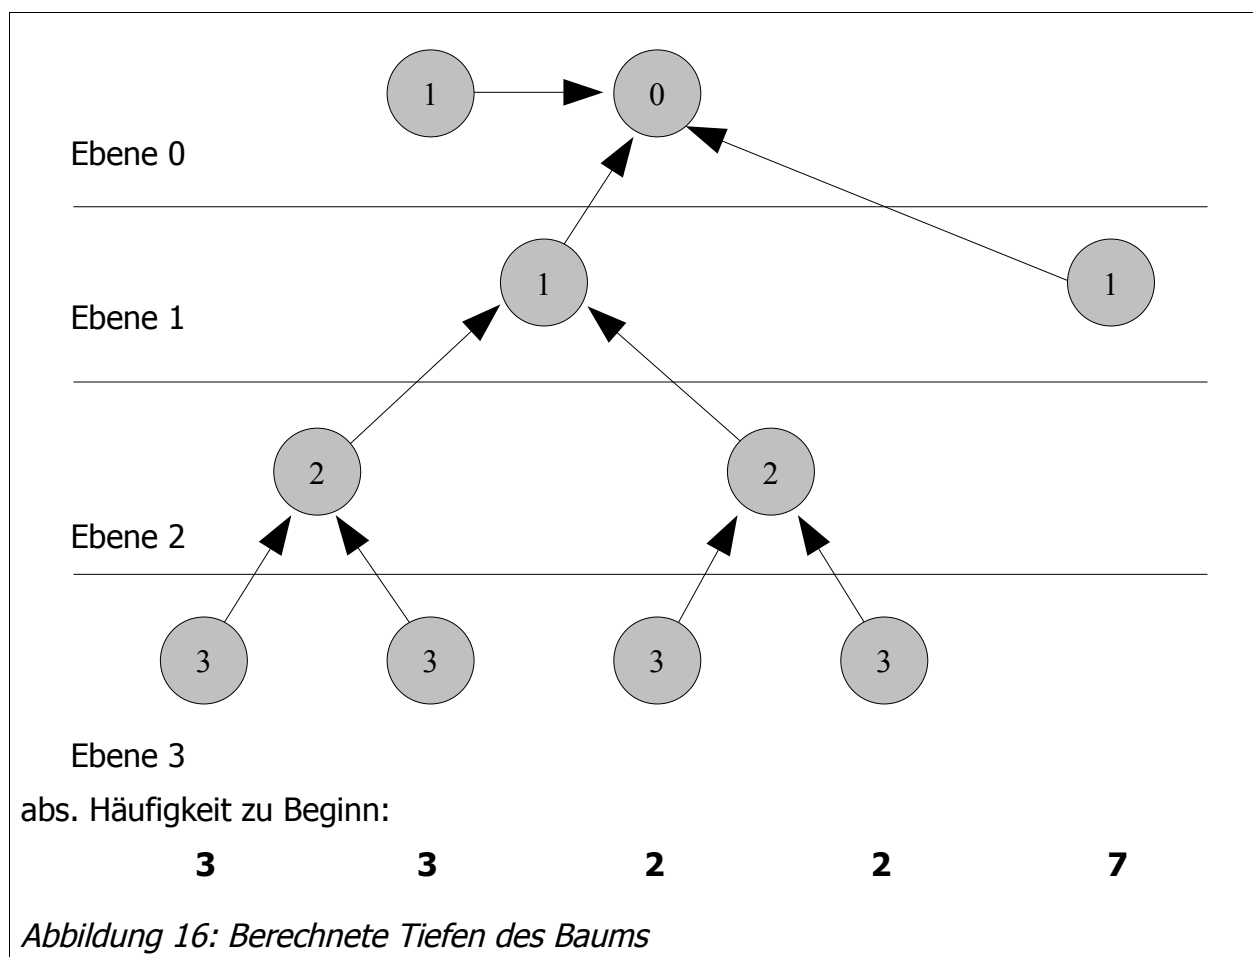 1 0
Ebene 0
1 1
Ebene 1
2 2
Ebene 2
3 3 3 3
Ebene 3
abs. Häufigkeit zu Beginn:
3 3 2 2 7
Abbildung 16: Berechnete Tiefen des Baums